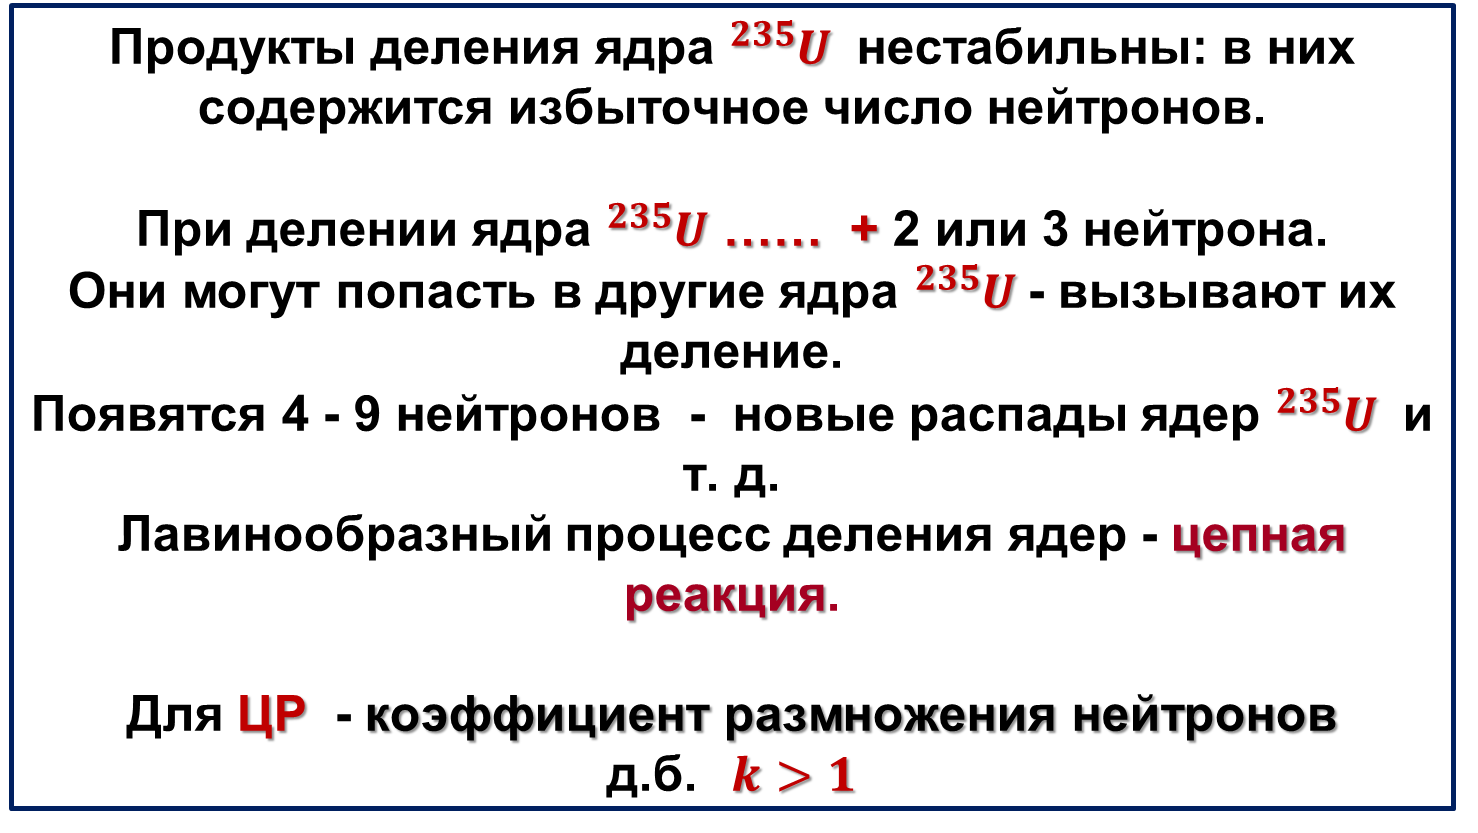 Продукты деления ядра ²³⁵U нестабильны: в них
содержится избыточное число нейтронов.
При делении ядра ²³⁵U ...... + 2 или 3 нейтрона.
Они могут попасть в другие ядра ²³⁵U - вызывают их
деление.
Появятся 4 - 9 нейтронов - новые распады ядер ²³⁵U и
т. д.
Лавинообразный процесс деления ядер - цепная
реакция.
Для ЦР - коэффициент размножения нейтронов
д.б. k > 1